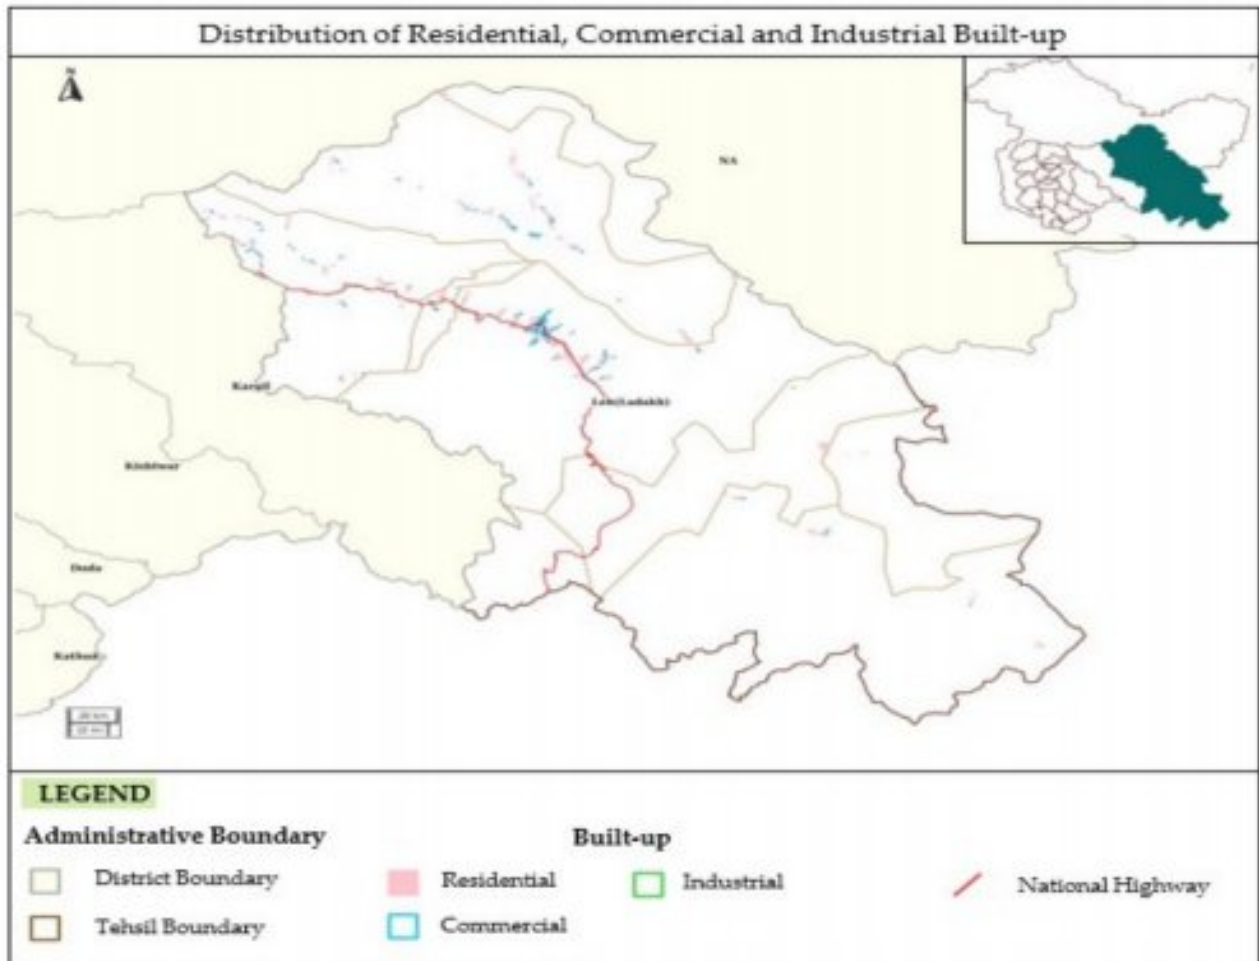 Distribution of Residential, Commercial and Industrial Built-up
N
NA
Kargil
Leh(Ladakh)
Kishtwar
Doda
Kathua
LEGEND
Administrative Boundary
Built-up
District Boundary
Residential
Industrial
National Highway
Tehsil Boundary
Commercial